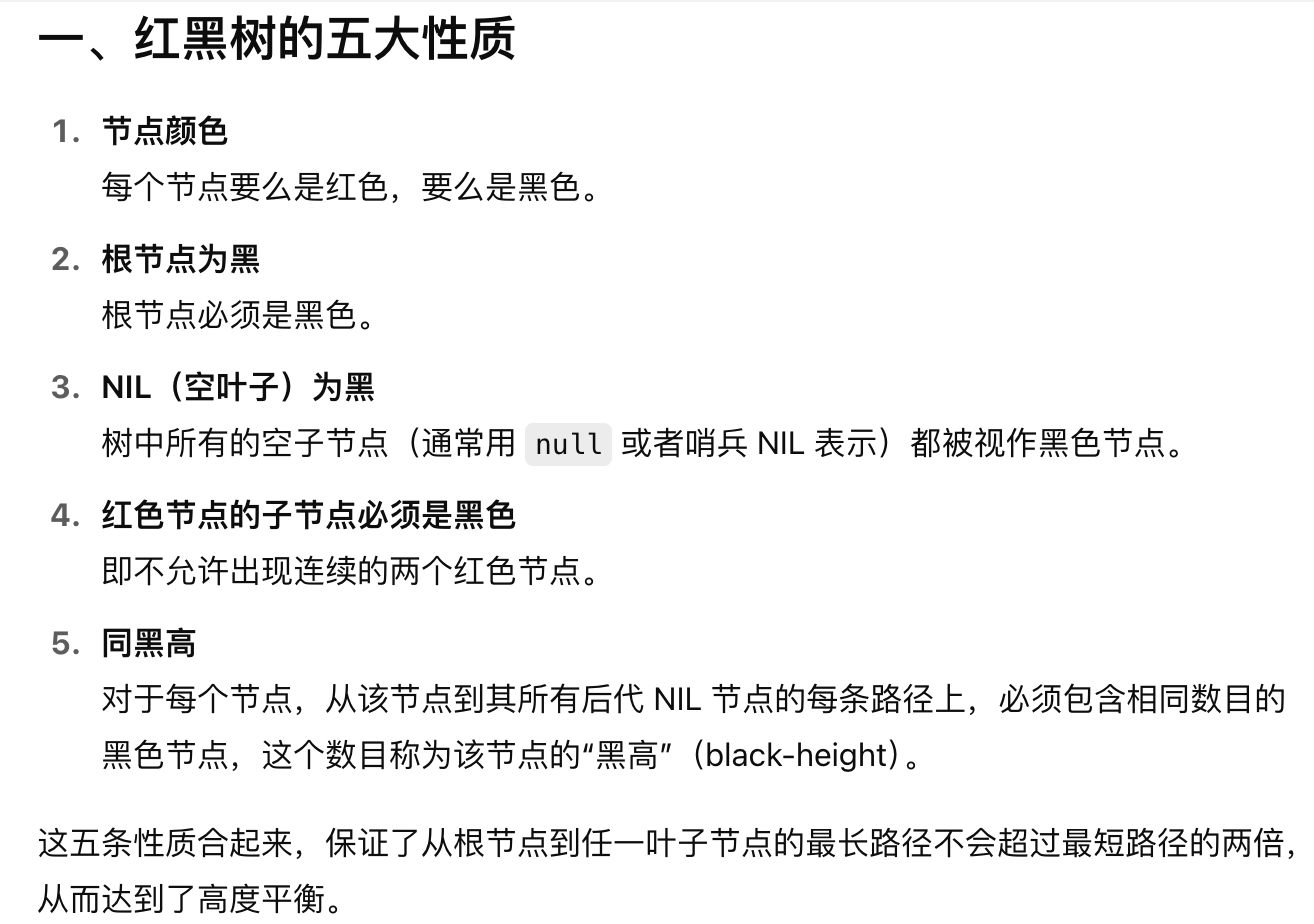 一、红黑树的五大性质
1. 节点颜色
每个节点要么是红色，要么是黑色。
2. 根节点为黑
根节点必须是黑色。
3. NIL（空叶子）为黑
树中所有的空子节点（通常用 null 或者哨兵 NIL 表示）都被视作黑色节点。
4. 红色节点的子节点必须是黑色
即不允许出现连续的两个红色节点。
5. 同黑高
对于每个节点，从该节点到其所有后代 NIL 节点的每条路径上，必须包含相同数目的
黑色节点，这个数目称为该节点的“黑高”（black-height）。
这五条性质合起来，保证了从根节点到任一叶子节点的最长路径不会超过最短路径的两倍，
从而达到了高度平衡。